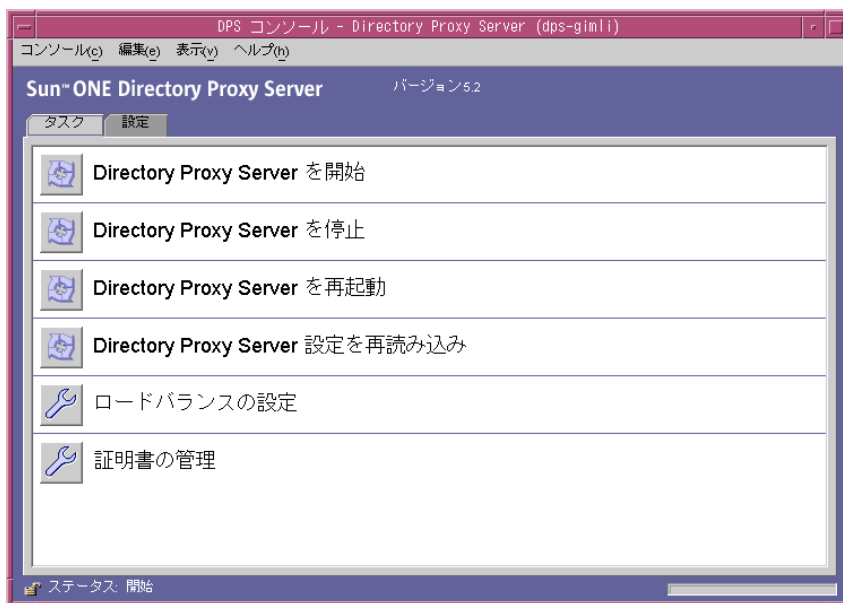 DPS コンソール - Directory Proxy Server (dps-gimli)
コンソール(c) 編集(e) 表示(v) ヘルプ(h)
Sun™ ONE Directory Proxy Server バージョン5.2
タスク 設定
Directory Proxy Server を開始
Directory Proxy Server を停止
Directory Proxy Server を再起動
Directory Proxy Server 設定を再読み込み
ロードバランスの設定
証明書の管理
ステータス: 開始